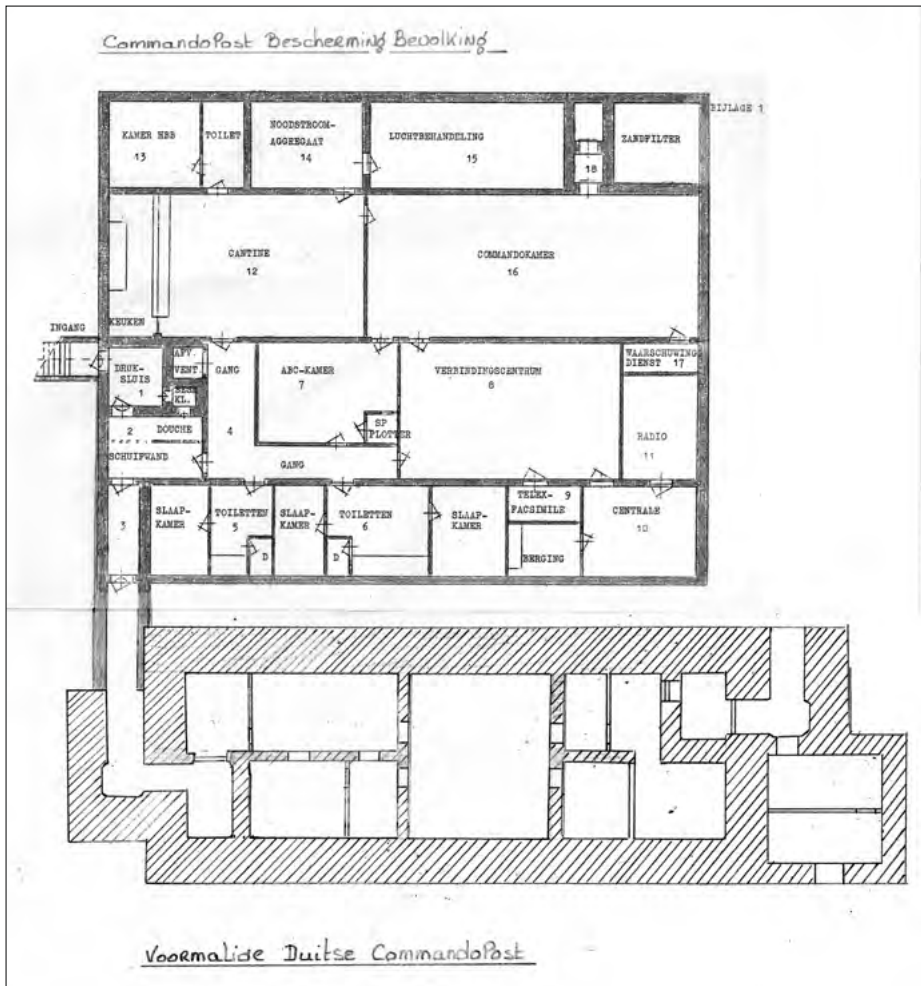 CommandoPost Bescherming Bevolking
BIJLAGE 1
KAMER HBB
13
TOILET
NOODSTROOM-
AGGREGAAT
14
LUCHTBEHANDELING
15
18
ZANDFILTER
CANTINE
12
COMMANDOKAMER
16
KEUKEN
INGANG
DRUK-
SLUIS
1
VENT.
KL.
GANG
4
ABC-KAMER
7
SP
PLOTTER
VERBINDINGSCENTRUM
8
WAARSCHUWING
DIENST 17
RADIO
11
2
DOUCHE
SCHUIFWAND
GANG
3
SLAAP-
KAMER
TOILETTEN
5
D
SLAAP-
KAMER
TOILETTEN
6
D
SLAAP-
KAMER
TELEX- 9
FACSIMILE
BERGING
CENTRALE
10
Voormalide Duitse CommandoPost